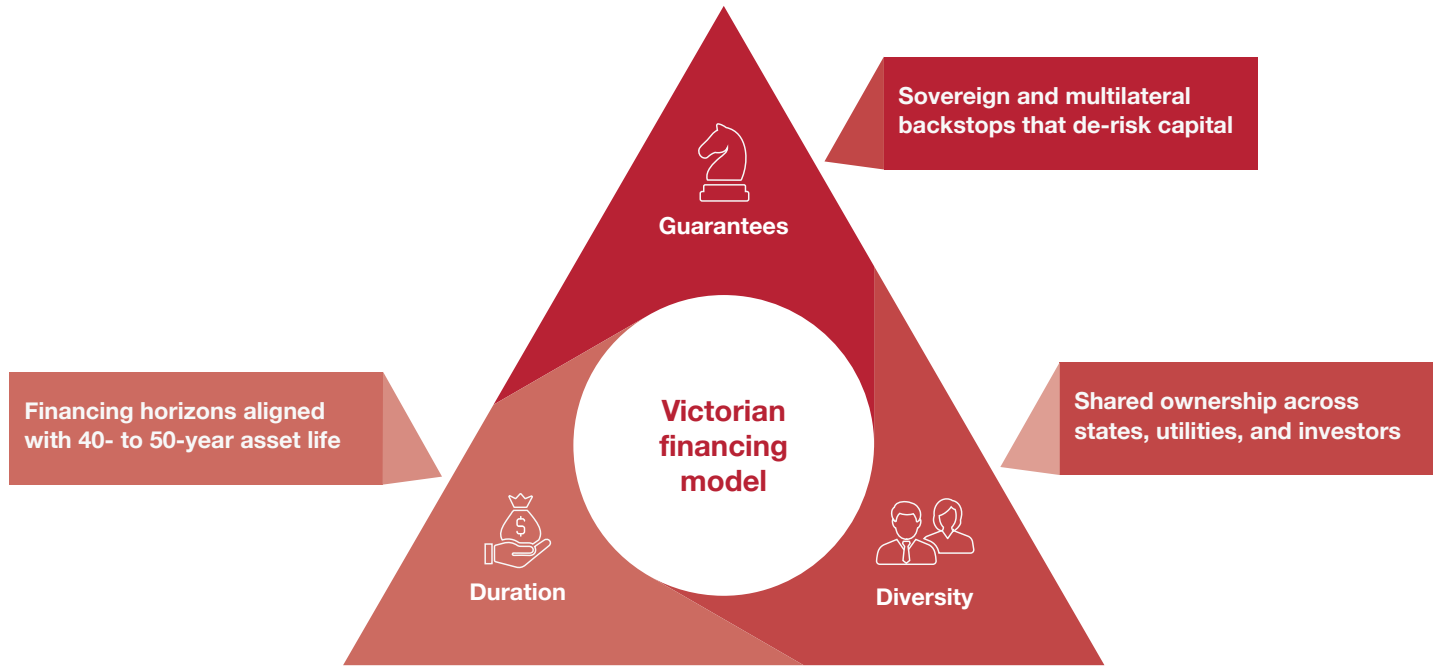 Sovereign and multilateral
backstops that de-risk capital
Guarantees
Victorian
financing
model
Financing horizons aligned
with 40- to 50-year asset life
Shared ownership across
states, utilities, and investors
$
Duration
Diversity